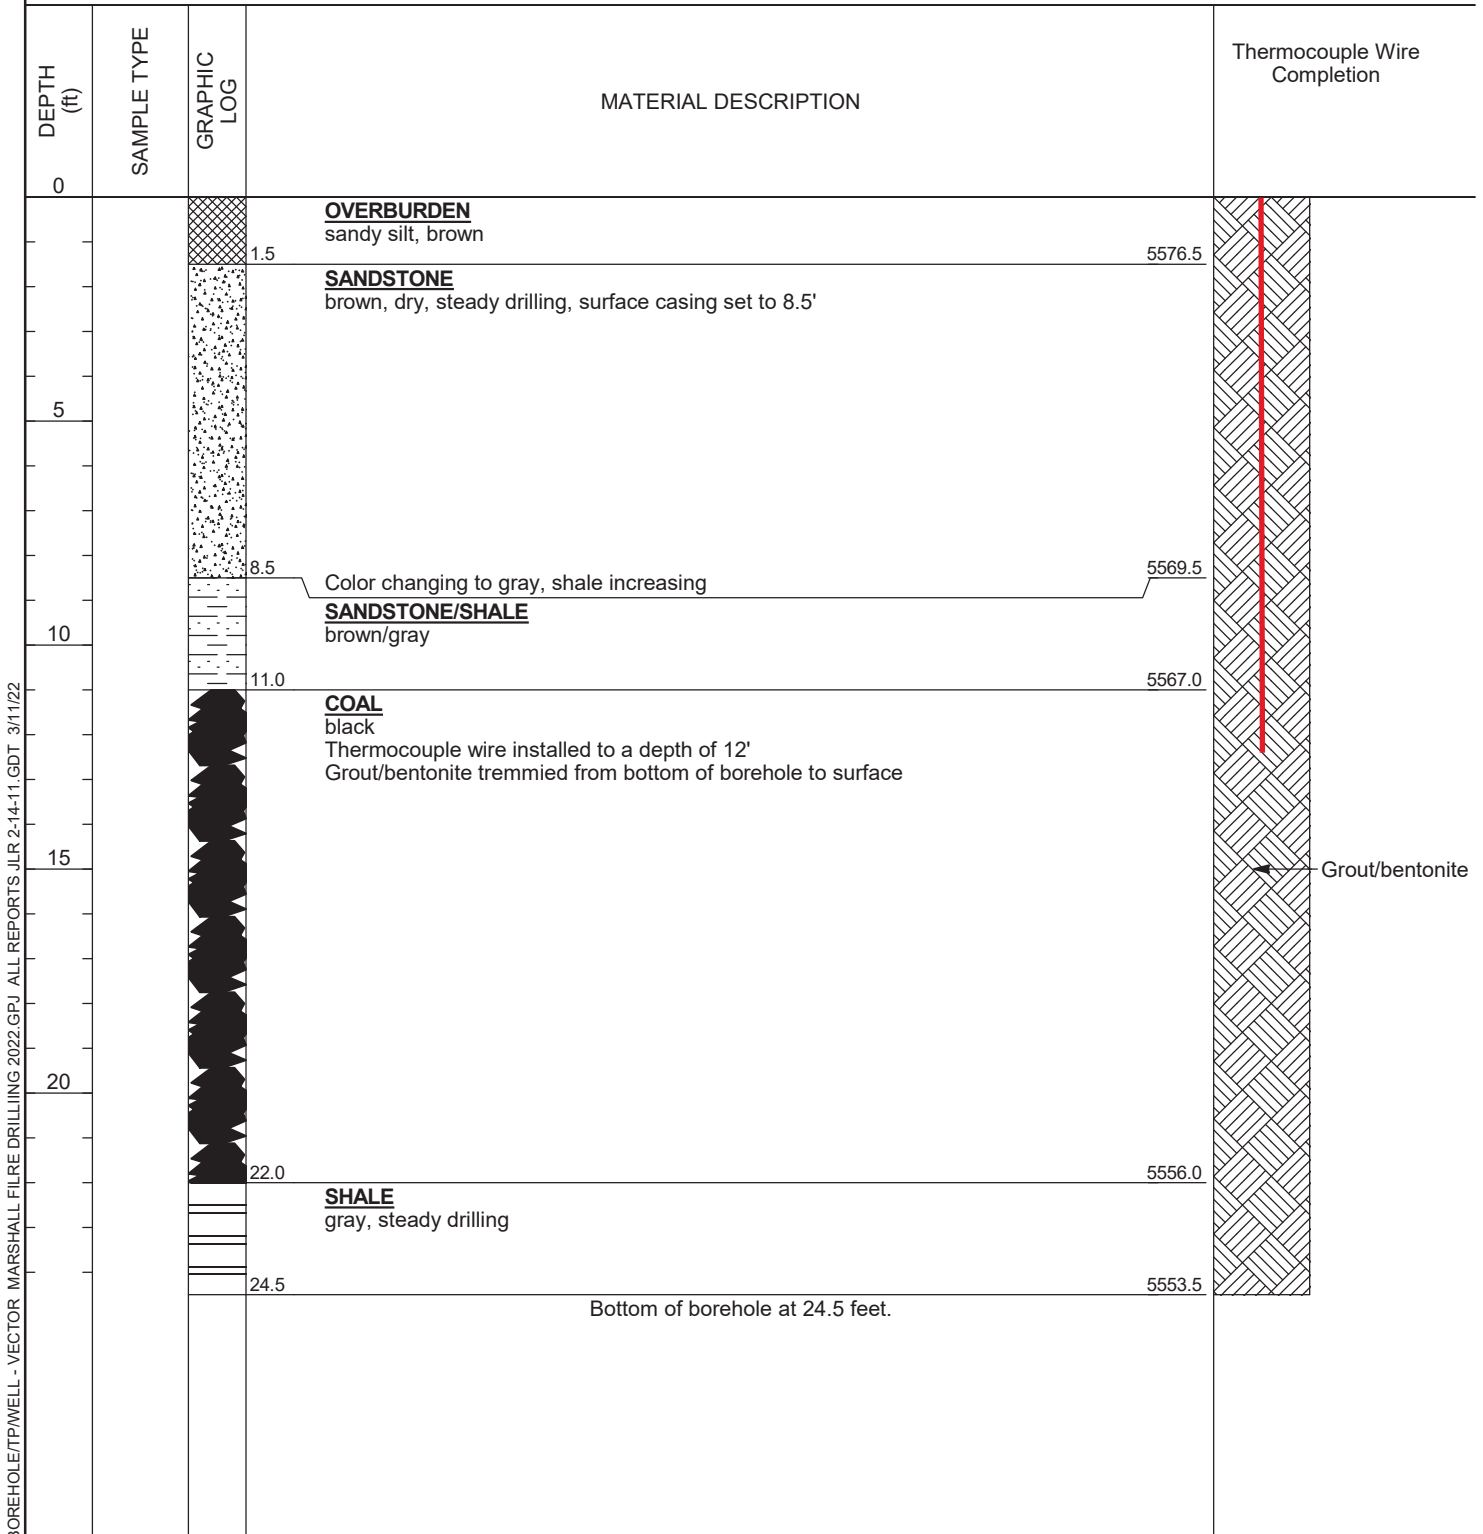 DEPTH
(ft)
SAMPLE TYPE
GRAPHIC
LOG
MATERIAL DESCRIPTION
Thermocouple Wire
Completion
0
OVERBURDEN
sandy silt, brown
1.5
5576.5
SANDSTONE
brown, dry, steady drilling, surface casing set to 8.5'
5
8.5
5569.5
Color changing to gray, shale increasing
SANDSTONE/SHALE
brown/gray
10
11.0
5567.0
COAL
black
Thermocouple wire installed to a depth of 12'
Grout/bentonite tremmied from bottom of borehole to surface
15
Grout/bentonite
20
22.0
5556.0
SHALE
gray, steady drilling
24.5
5553.5
Bottom of borehole at 24.5 feet.
BOREHOLE/TP/WELL - VECTOR MARSHALL FILRE DRILLIING 2022.GPJ ALL REPORTS JLR 2-14-11.GDT 3/11/22